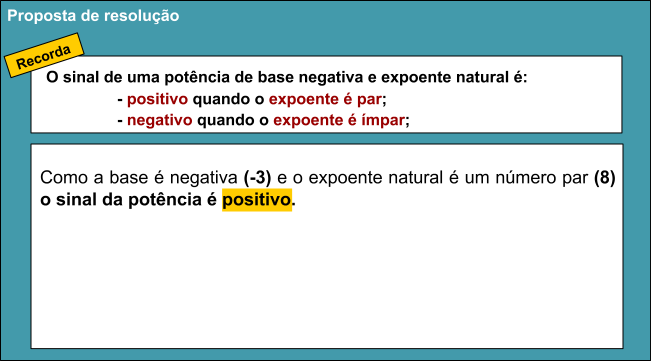 Proposta de resolução
Recorda
O sinal de uma potência de base negativa e expoente natural é:
- positivo quando o expoente é par;
- negativo quando o expoente é ímpar;
Como a base é negativa (-3) e o expoente natural é um número par (8)
o sinal da potência é positivo.